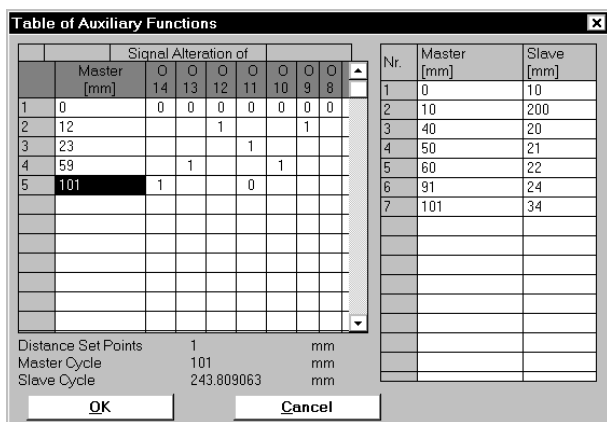 Table of Auxiliary Functions
Signal Alteration of
Master [mm] O 14 O 13 O 12 O 11 O 10 O 9 O 8
1 0 0 0 0 0 0 0 0
2 12 1 1
3 23 1
4 59 1 1
5 101 1 0
Distance Set Points 1 mm
Master Cycle 101 mm
Slave Cycle 243.809063 mm
OK Cancel
Nr. Master [mm] Slave [mm]
1 0 10
2 10 200
3 40 20
4 50 21
5 60 22
6 91 24
7 101 34